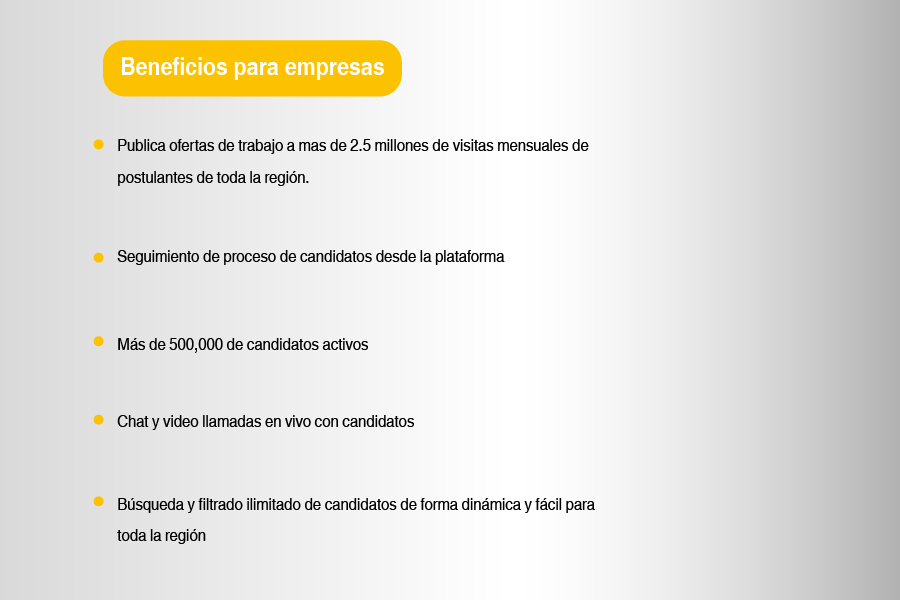 Beneficios para empresas
Publica ofertas de trabajo a mas de 2.5 millones de visitas mensuales de
postulantes de toda la región.
Seguimiento de proceso de candidatos desde la plataforma
Más de 500,000 de candidatos activos
Chat y video llamadas en vivo con candidatos
Búsqueda y filtrado ilimitado de candidatos de forma dinámica y fácil para
toda la región